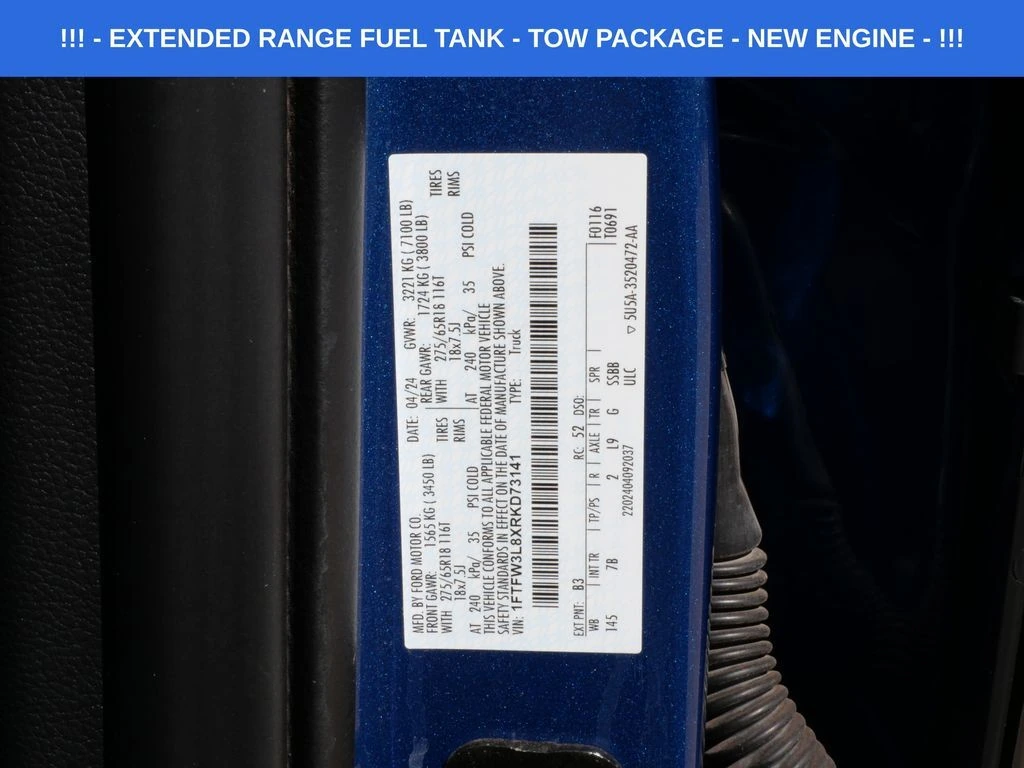 !!! - EXTENDED RANGE FUEL TANK - TOW PACKAGE - NEW ENGINE - !!!
MFD. BY FORD MOTOR CO. DATE: 04/24 GVWR: 3221 KG ( 7100 LB)
FRONT GAWR: 1565 KG ( 3450 LB) REAR GAWR: 1724 KG ( 3800 LB)
WITH 275/65R18 116T TIRES WITH 275/65R18 116T TIRES
18x7.5J RIMS 18x7.5J RIMS
AT 240 kPa/ 35 PSI COLD AT 240 kPa/ 35 PSI COLD
THIS VEHICLE CONFORMS TO ALL APPLICABLE FEDERAL MOTOR VEHICLE
SAFETY STANDARDS IN EFFECT ON THE DATE OF MANUFACTURE SHOWN ABOVE.
VIN: 1FTFW3L8XRKD73141 TYPE: Truck
EXT PNT: B3 RC: 52 DSO: F0116
WB INT TR TP/PS R AXLE TR SPR T0691
145 7B 2 L9 G SSBB
2202404092037 ULC ▽ 5U5A-3520472-AA